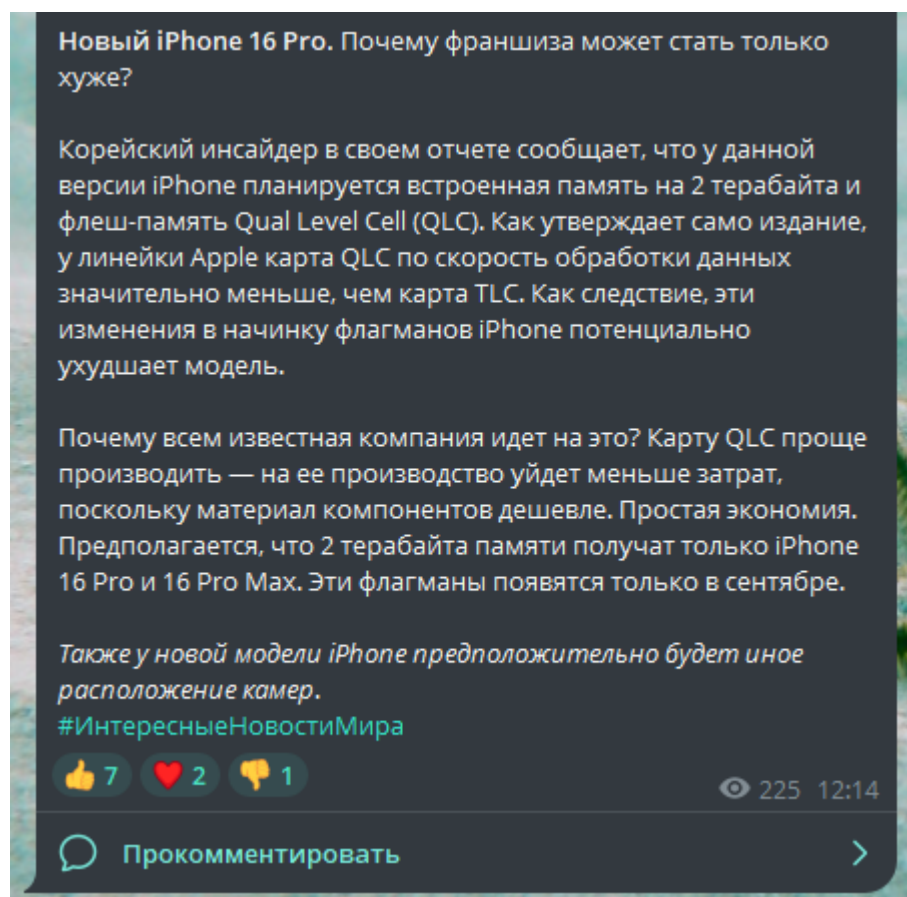 Новый iPhone 16 Pro. Почему франшиза может стать только
хуже?
Корейский инсайдер в своем отчете сообщает, что у данной
версии iPhone планируется встроенная память на 2 терабайта и
флеш-память Qual Level Cell (QLC). Как утверждает само издание,
у линейки Apple карта QLC по скорость обработки данных
значительно меньше, чем карта TLC. Как следствие, эти
изменения в начинку флагманов iPhone потенциально
ухудшает модель.
Почему всем известная компания идет на это? Карту QLC проще
производить — на ее производство уйдет меньше затрат,
поскольку материал компонентов дешевле. Простая экономия.
Предполагается, что 2 терабайта памяти получат только iPhone
16 Pro и 16 Pro Max. Эти флагманы появятся только в сентябре.
Также у новой модели iPhone предположительно будет иное
расположение камер.
#ИнтересныеНовостиМира
👍 7 ❤️ 2 👎 1
225 12:14
Прокомментировать